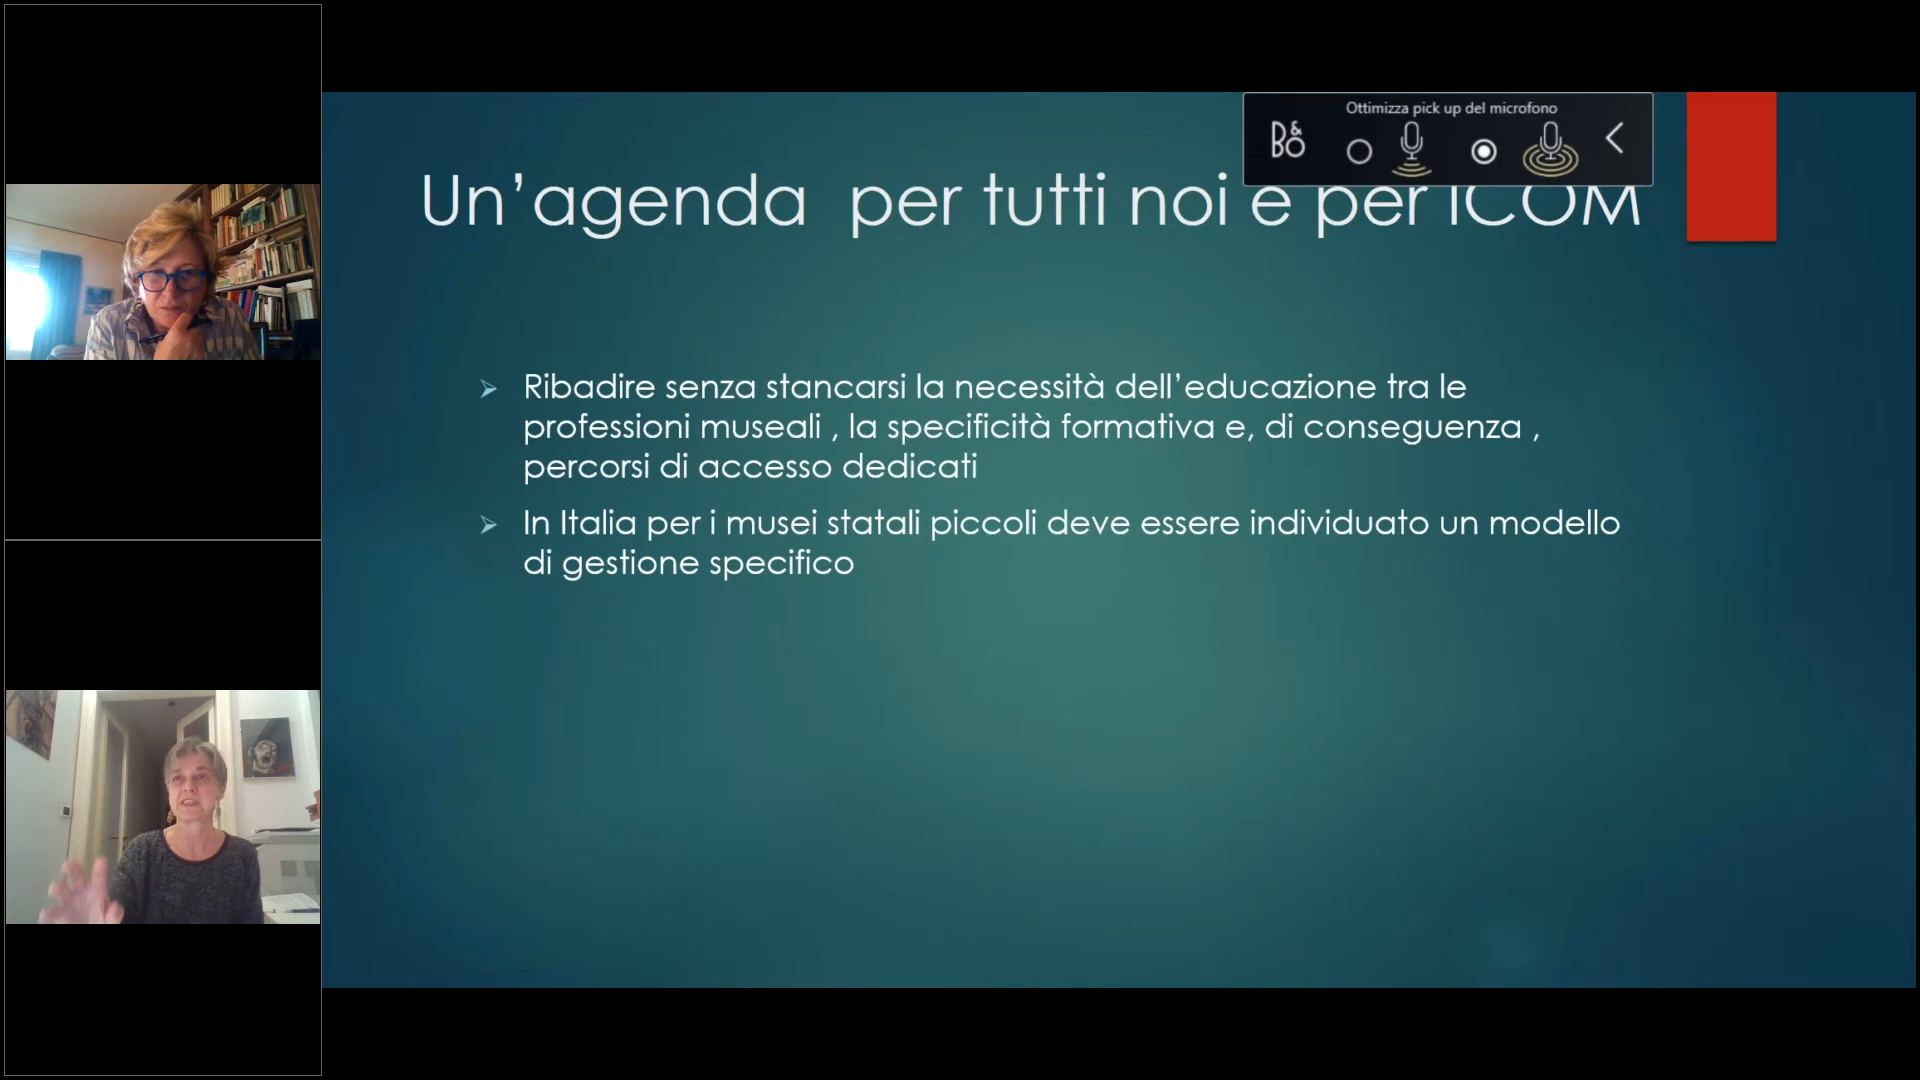 Ottimizza pick up del microfono
B&O
Un’agenda  per tutti noi e per ICOM
Ribadire senza stancarsi la necessità dell’educazione tra le
professioni museali , la specificità formativa e, di conseguenza ,
percorsi di accesso dedicati
In Italia per i musei statali piccoli deve essere individuato un modello
di gestione specifico